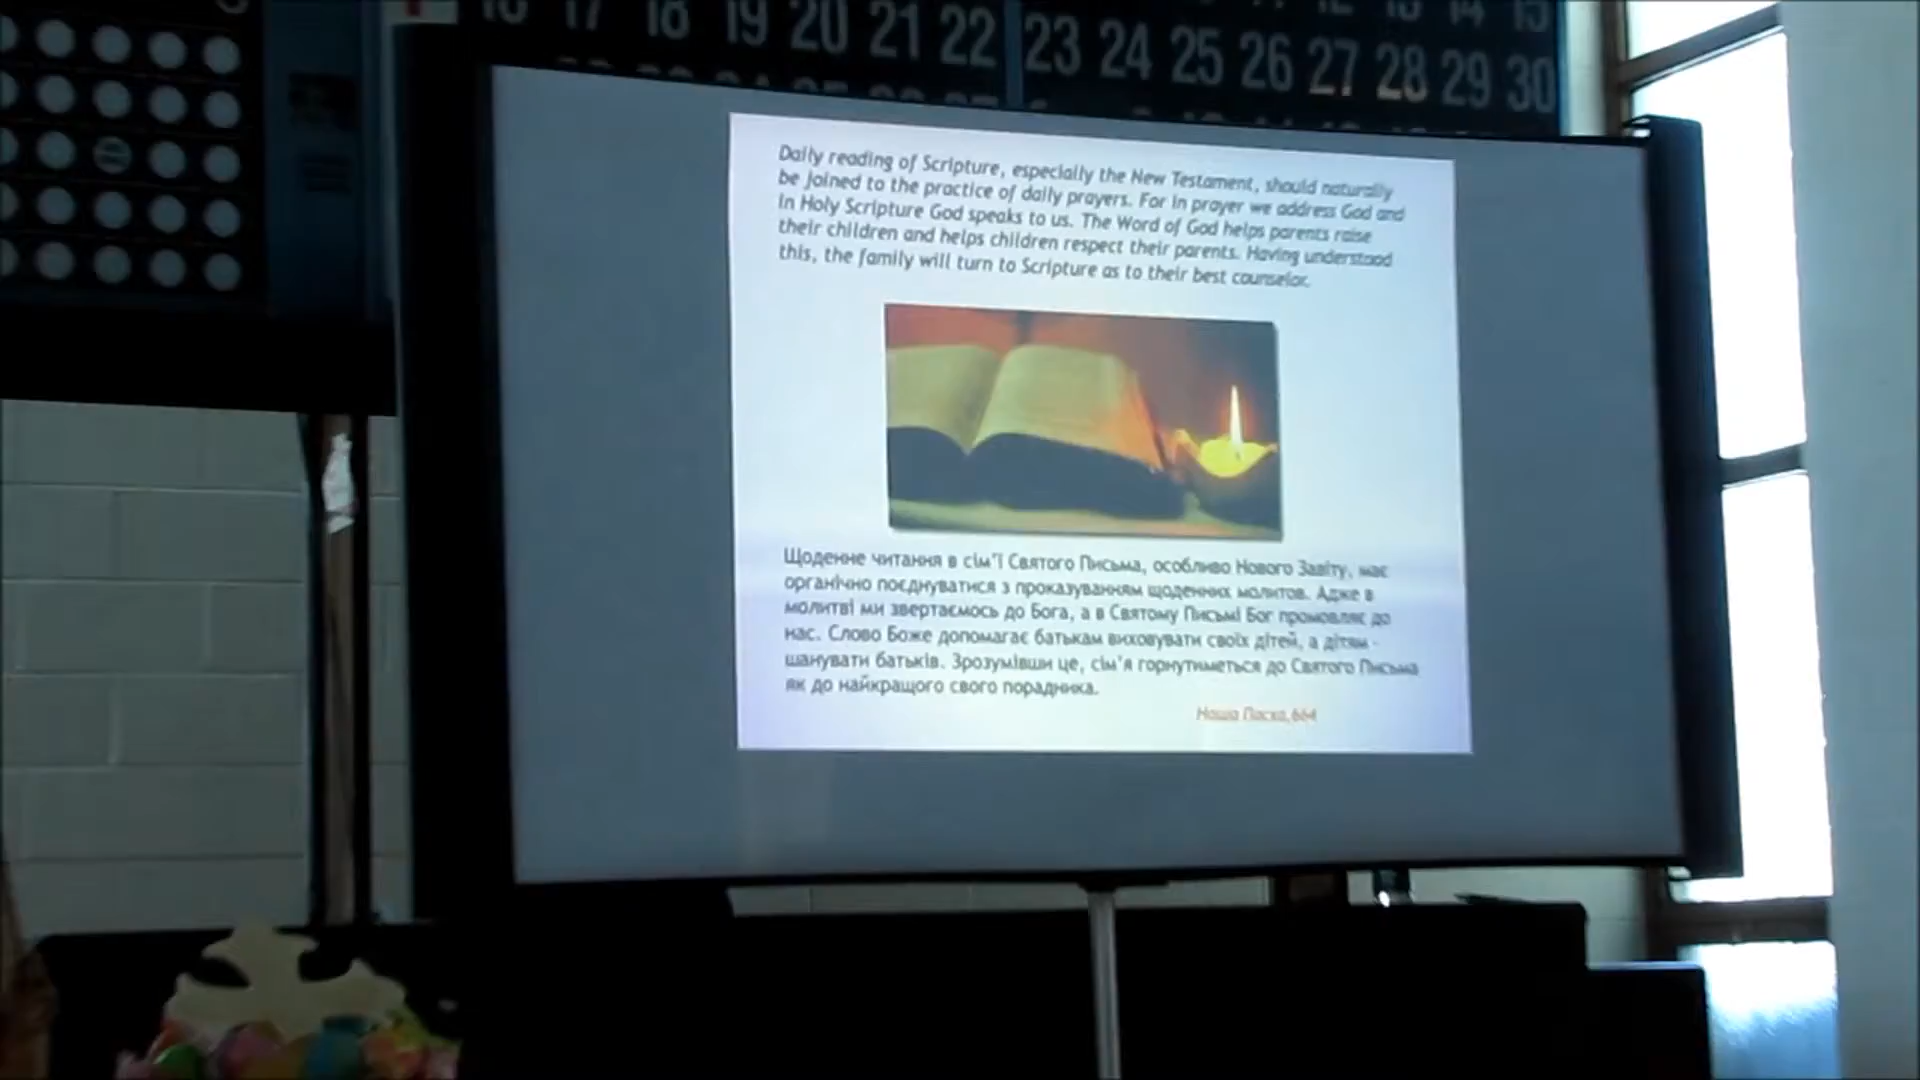 16 17 18 19 20 21 22 23 24 25 26 27 28 29 30
Daily reading of Scripture, especially the New Testament, should naturally
be joined to the practice of daily prayers. For in prayer we address God and
in Holy Scripture God speaks to us. The Word of God helps parents raise
their children and helps children respect their parents. Having understood
this, the family will turn to Scripture as to their best counselor.
Щоденне читання в сім'ї Святого Письма, особливо Нового Завіту, має
органічно поєднуватися з проказуванням щоденних молитов. Адже в
молитві ми звертаємось до Бога, а в Святому Письмі Бог промовляє до
нас. Слово Боже допомагає батькам виховувати своїх дітей, а дітям -
шанувати батьків. Зрозумівши це, сім'я горнутиметься до Святого Письма
як до найкращого свого порадника.
Наша Пасха, 664